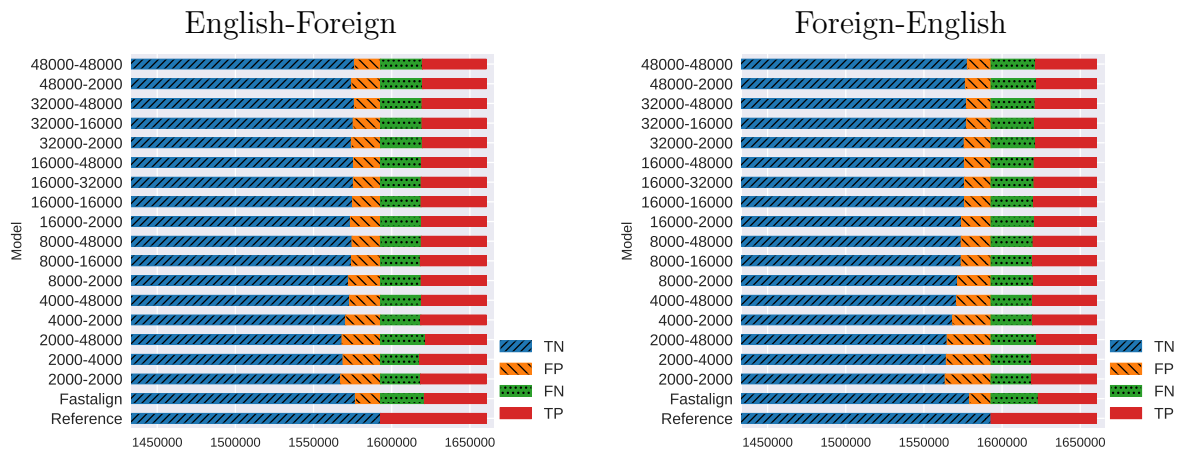 English-Foreign
Model
48000-48000
48000-2000
32000-48000
32000-16000
32000-2000
16000-48000
16000-32000
16000-16000
16000-2000
8000-48000
8000-16000
8000-2000
4000-48000
4000-2000
2000-48000
2000-4000
2000-2000
Fastalign
Reference
1450000 1500000 1550000 1600000 1650000
TN
FP
FN
TP
Foreign-English
Model
48000-48000
48000-2000
32000-48000
32000-16000
32000-2000
16000-48000
16000-32000
16000-16000
16000-2000
8000-48000
8000-16000
8000-2000
4000-48000
4000-2000
2000-48000
2000-4000
2000-2000
Fastalign
Reference
1450000 1500000 1550000 1600000 1650000
TN
FP
FN
TP